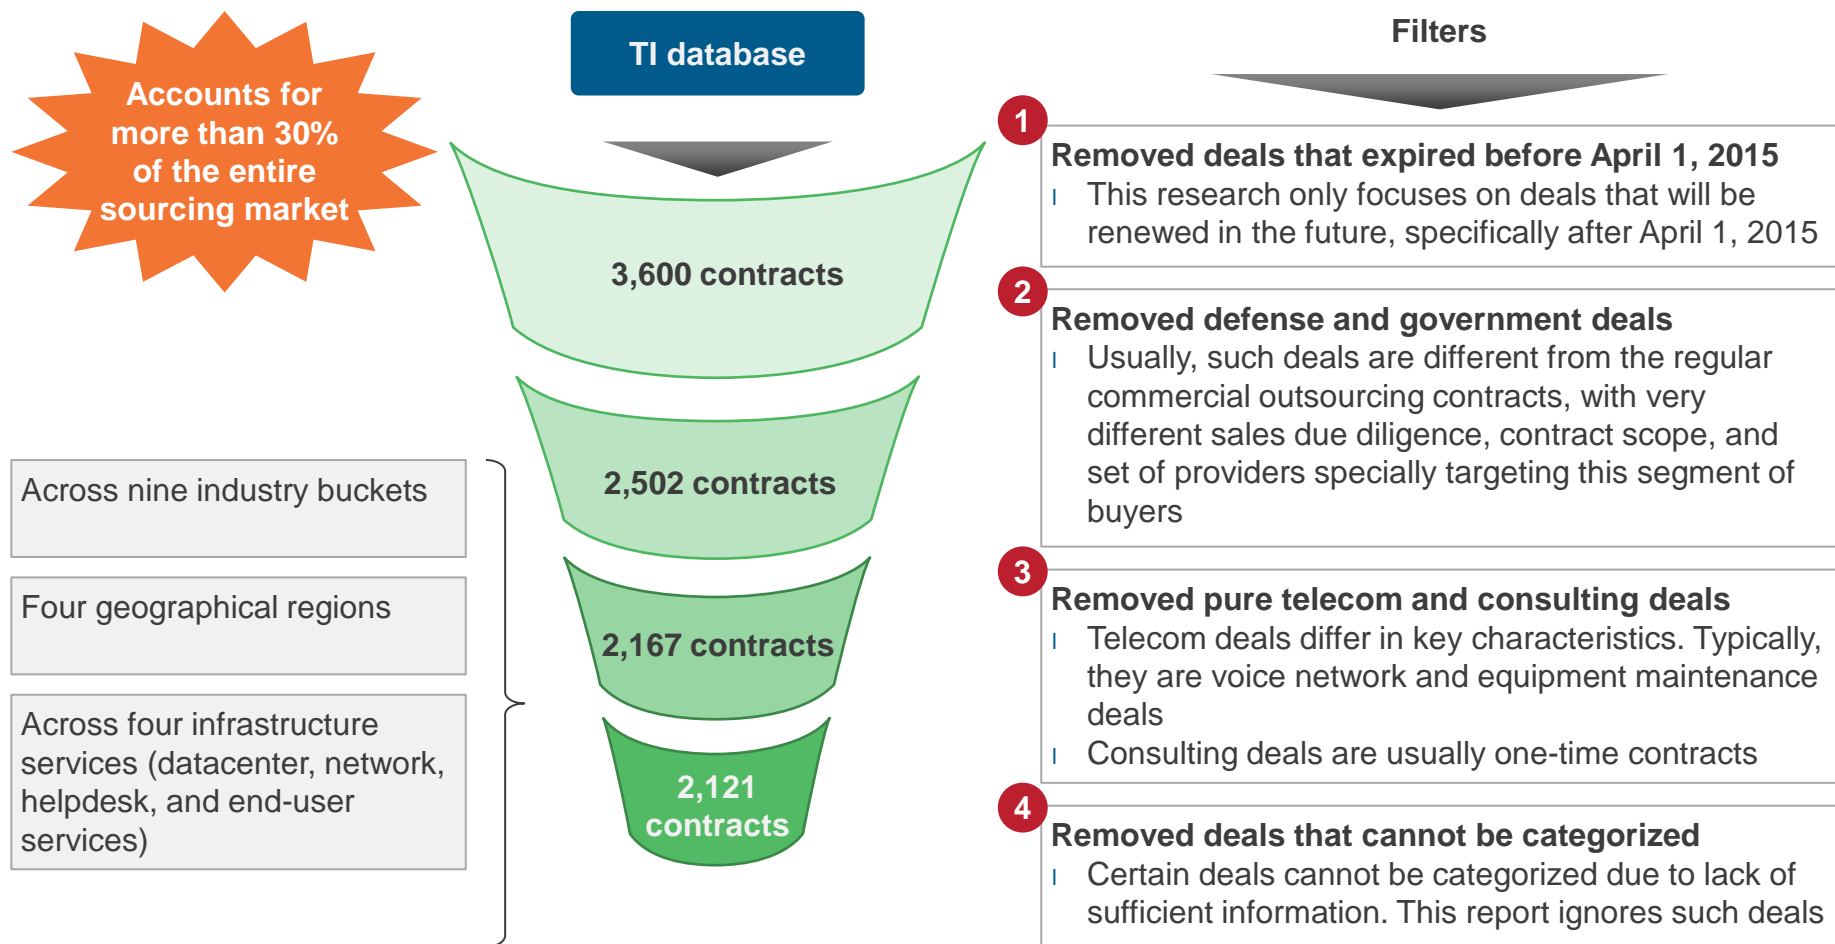 Accounts for
more than 30%
of the entire
sourcing market
TI database
3,600 contracts
2,502 contracts
2,167 contracts
2,121
contracts
Across nine industry buckets
Four geographical regions
Across four infrastructure
services (datacenter, network,
helpdesk, and end-user
services)
Filters
1
Removed deals that expired before April 1, 2015
l This research only focuses on deals that will be
renewed in the future, specifically after April 1, 2015
2
Removed defense and government deals
l Usually, such deals are different from the regular
commercial outsourcing contracts, with very
different sales due diligence, contract scope, and
set of providers specially targeting this segment of
buyers
3
Removed pure telecom and consulting deals
l Telecom deals differ in key characteristics. Typically,
they are voice network and equipment maintenance
deals
l Consulting deals are usually one-time contracts
4
Removed deals that cannot be categorized
l Certain deals cannot be categorized due to lack of
sufficient information. This report ignores such deals